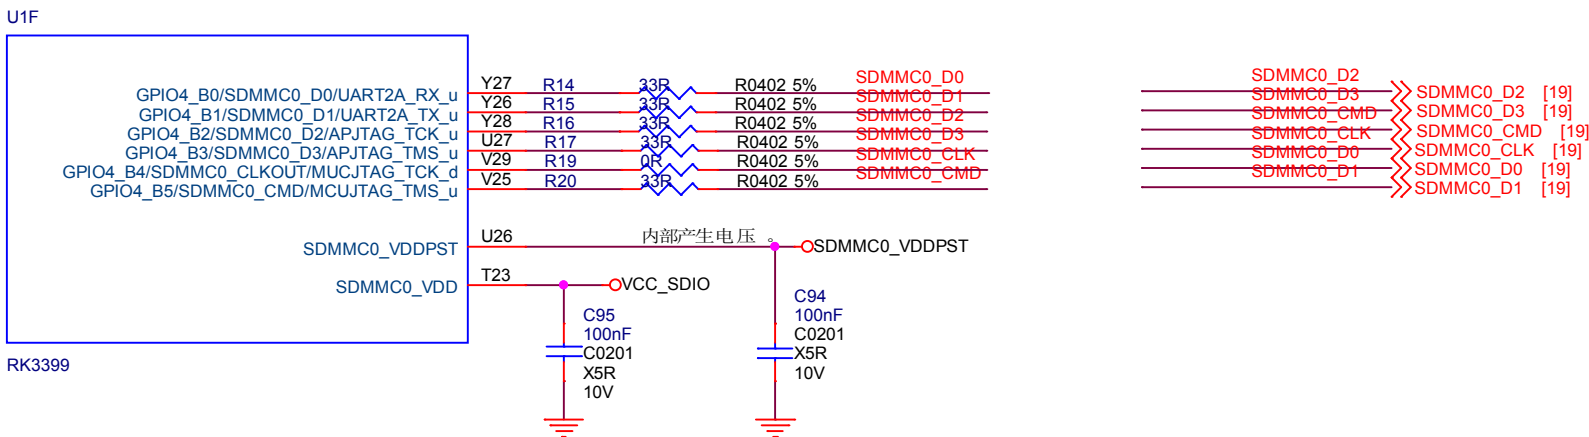 U1F
GPIO4_B0/SDMMC0_D0/UART2A_RX_u Y27 R14 33R R0402 5% SDMMC0_D0
GPIO4_B1/SDMMC0_D1/UART2A_TX_u Y26 R15 33R R0402 5% SDMMC0_D1
GPIO4_B2/SDMMC0_D2/APJTAG_TCK_u Y28 R16 33R R0402 5% SDMMC0_D2
GPIO4_B3/SDMMC0_D3/APJTAG_TMS_u U27 R17 33R R0402 5% SDMMC0_D3
GPIO4_B4/SDMMC0_CLKOUT/MUCJTAG_TCK_d V29 R19 0R R0402 5% SDMMC0_CLK
GPIO4_B5/SDMMC0_CMD/MCUJTAG_TMS_u V25 R20 33R R0402 5% SDMMC0_CMD
SDMMC0_D2 SDMMC0_D2 [19]
SDMMC0_D3 SDMMC0_D3 [19]
SDMMC0_CMD SDMMC0_CMD [19]
SDMMC0_CLK SDMMC0_CLK [19]
SDMMC0_D0 SDMMC0_D0 [19]
SDMMC0_D1 SDMMC0_D1 [19]
SDMMC0_VDDPST U26 内部产生电压。 SDMMC0_VDDPST
SDMMC0_VDD T23 VCC_SDIO
C95
100nF
C0201
X5R
10V
C94
100nF
C0201
X5R
10V
RK3399